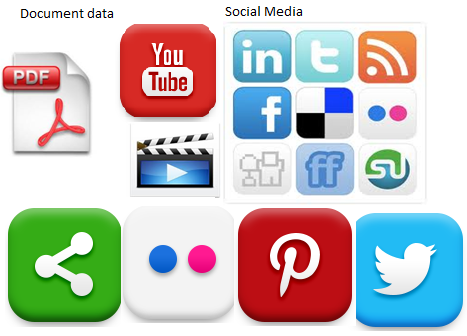 Document data
Social Media
PDF
You
Tube
in
t
f
ff